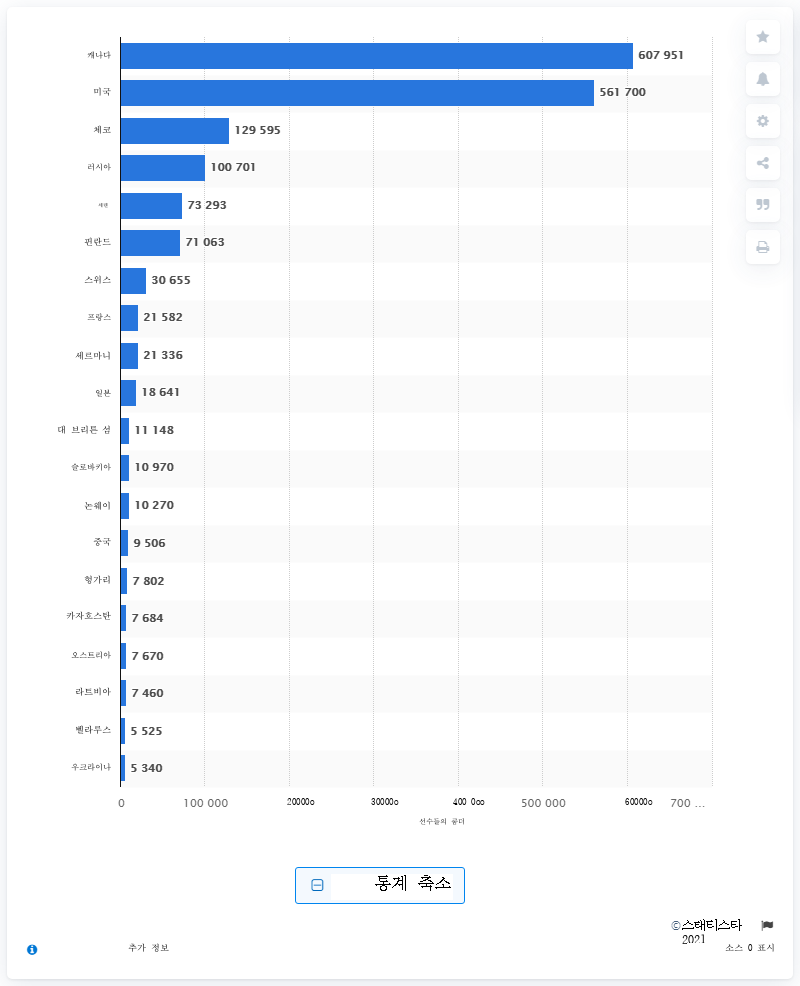 캐나다 607 951
미국 561 700
체코 129 595
러시아 100 701
73 293
핀란드 71 063
스위스 30 655
프랑스 21 582
세르마니 21 336
일본 18 641
대 브리튼 섬 11 148
슬로바키아 10 970
논웨이 10 270
중국 9 506
헝가리 7 802
카자흐스탄 7 684
오스트리아 7 670
라트비아 7 460
벨라루스 5 525
우크라이나 5 340
0 100 000 20000o 30000o 400 0oo 500 000 60000o 700 ...
선수들의
통계 축소
©스태티스타
2021
추가 정보
소스 0 표시